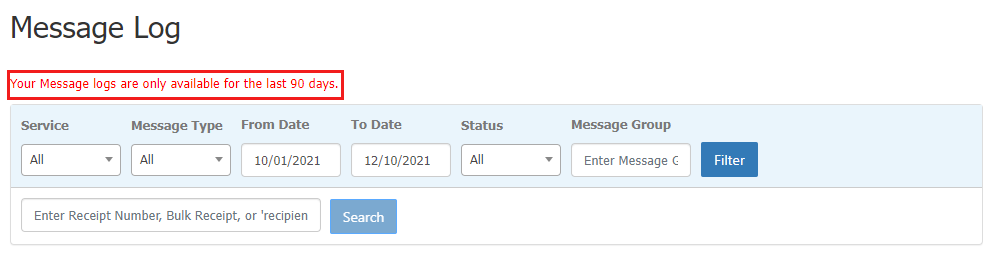 Message Log
Your Message logs are only available for the last 90 days.
Service Message Type From Date To Date Status Message Group
All All 10/01/2021 12/10/2021 All Enter Message G Filter
Enter Receipt Number, Bulk Receipt, or 'recipien Search